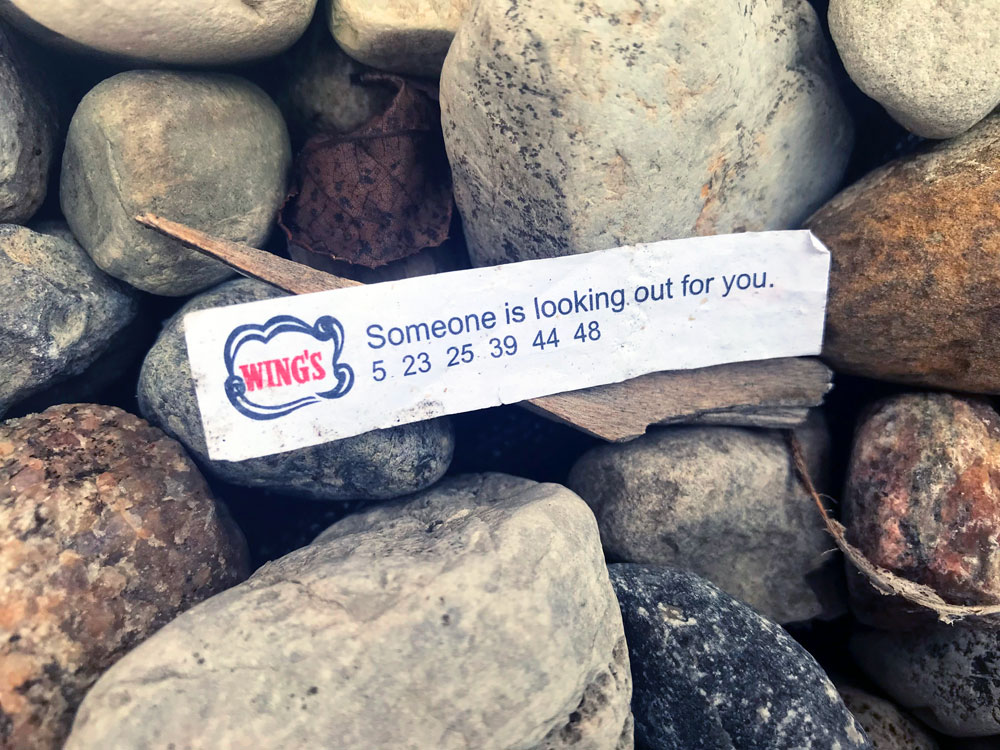 WING'S
Someone is looking out for you.
5 23 25 39 44 48